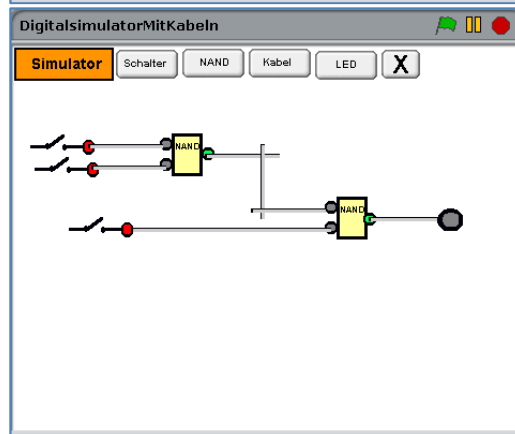 DigitalsimulatorMitKabeln
Simulator Schalter NAND Kabel LED X
NAND
NAND